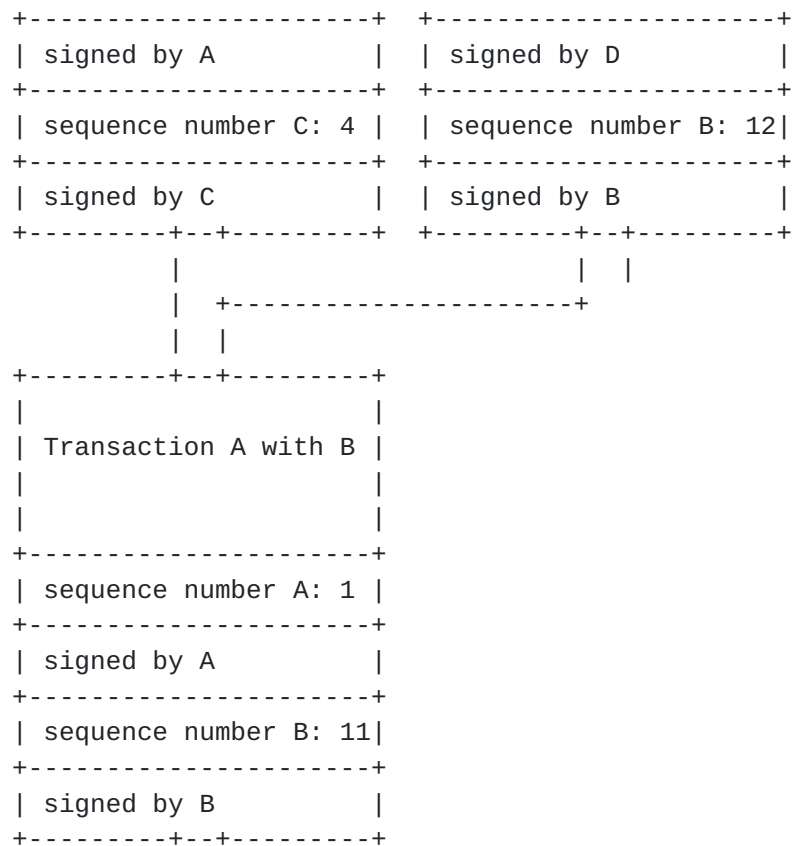 signed by A
signed by D
sequence number C: 4
sequence number B: 12
signed by C
signed by B
Transaction A with B
sequence number A: 1
signed by A
sequence number B: 11
signed by B